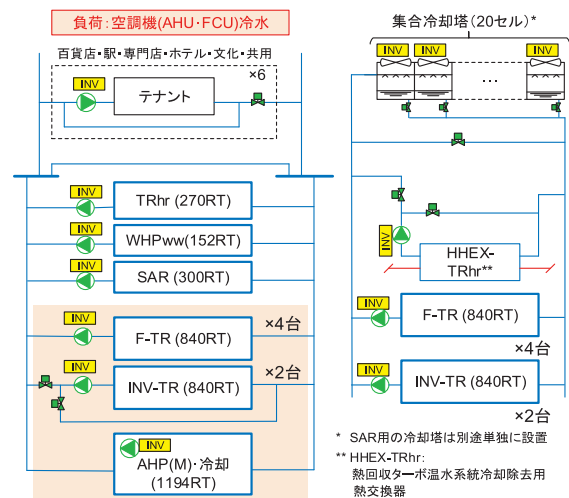 負荷：空調機(AHU・FCU)冷水
百貨店・駅・専門店・ホテル・文化・共用
×6
INV
テナント
INV
TRhr (270RT)
INV
WHPww(152RT)
INV
SAR (300RT)
INV
F-TR (840RT)
×4台
INV
INV-TR (840RT)
×2台
INV
AHP(M)・冷却
(1194RT)
集合冷却塔（20セル）*
INV
INV
INV
...
INV
HHEX-
TRhr**
INV
F-TR (840RT)
×4台
INV
INV-TR (840RT)
×2台
* SAR用の冷却塔は別途単独に設置
** HHEX-TRhr:
熱回収ターボ温水系統冷却除去用
熱交換器